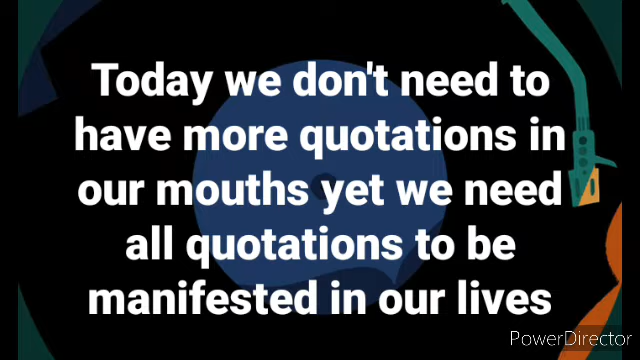 Today we don't need to
have more quotations in
our mouths yet we need
all quotations to be
manifested in our lives
PowerDirector